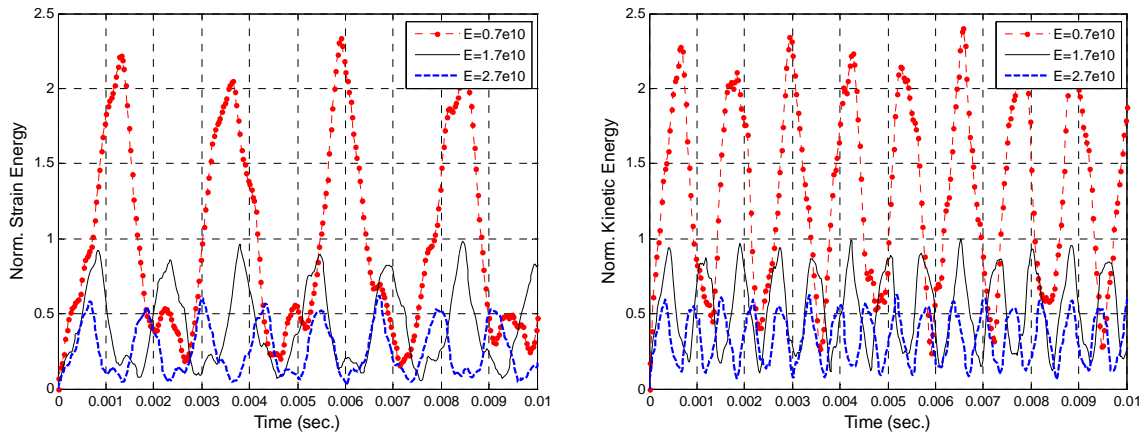 2.5
2
1.5
1
0.5
0
Norm. Strain Energy
E=0.7e10
E=1.7e10
E=2.7e10
0 0.001 0.002 0.003 0.004 0.005 0.006 0.007 0.008 0.009 0.01
Time (sec.)
2.5
2
1.5
1
0.5
0
Norm. Kinetic Energy
E=0.7e10
E=1.7e10
E=2.7e10
0 0.001 0.002 0.003 0.004 0.005 0.006 0.007 0.008 0.009 0.01
Time (sec.)